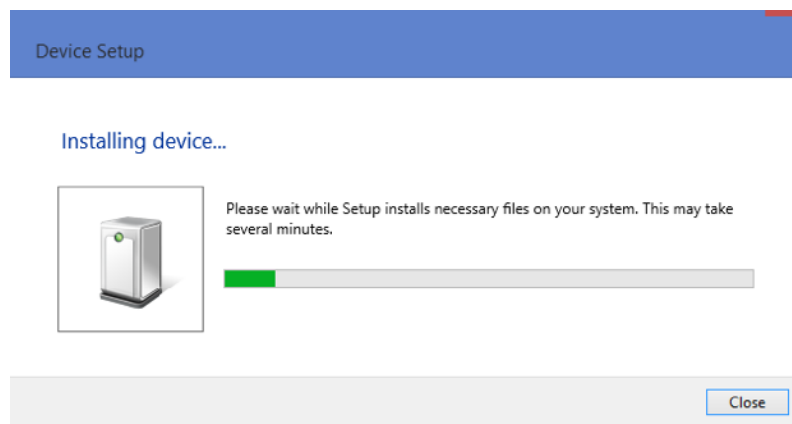 Device Setup
Installing device...
Please wait while Setup installs necessary files on your system. This may take
several minutes.
Close